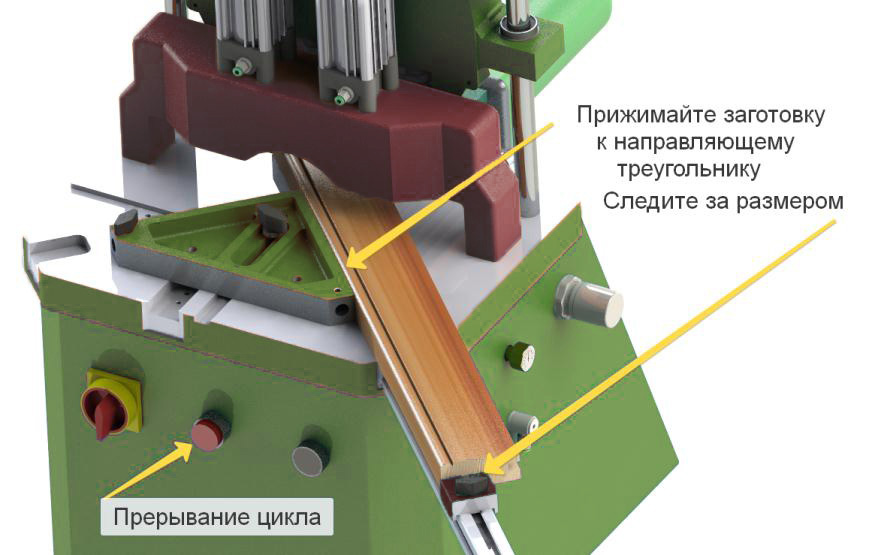 Прижимайте заготовку
к направляющему
треугольнику
Следите за размером
Прерывание цикла